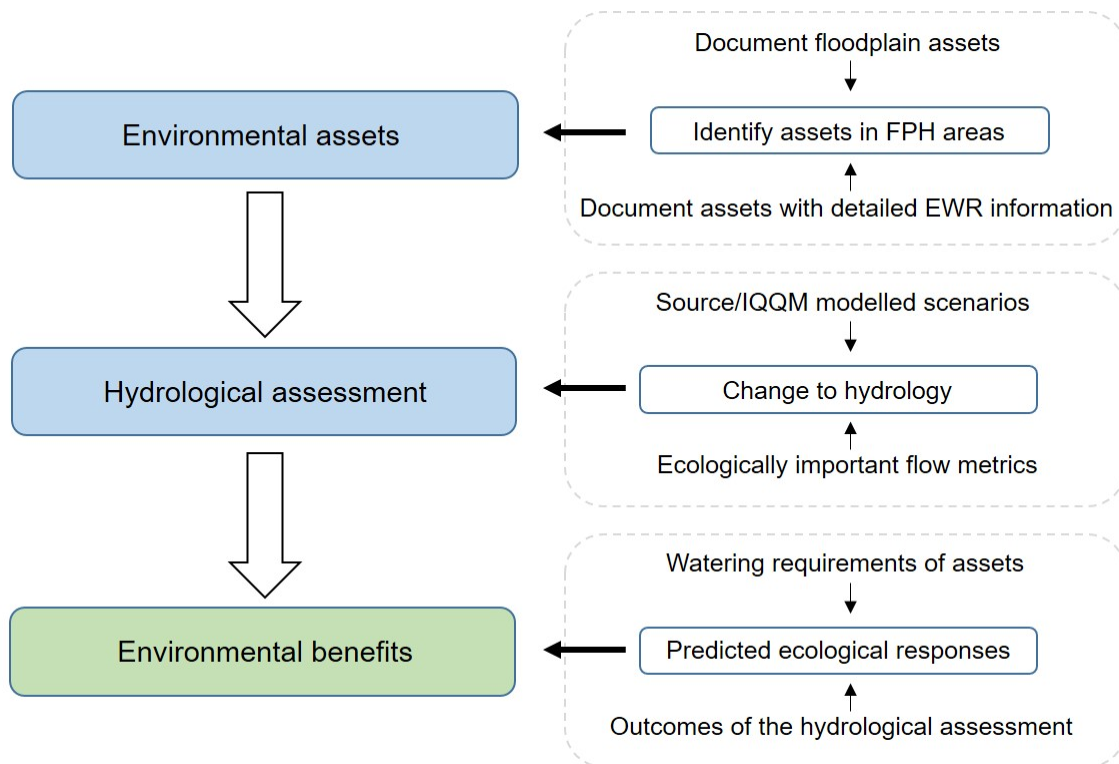 Document floodplain assets
Environmental assets
Identify assets in FPH areas
Document assets with detailed EWR information
Source/IQQM modelled scenarios
Hydrological assessment
Change to hydrology
Ecologically important flow metrics
Watering requirements of assets
Environmental benefits
Predicted ecological responses
Outcomes of the hydrological assessment